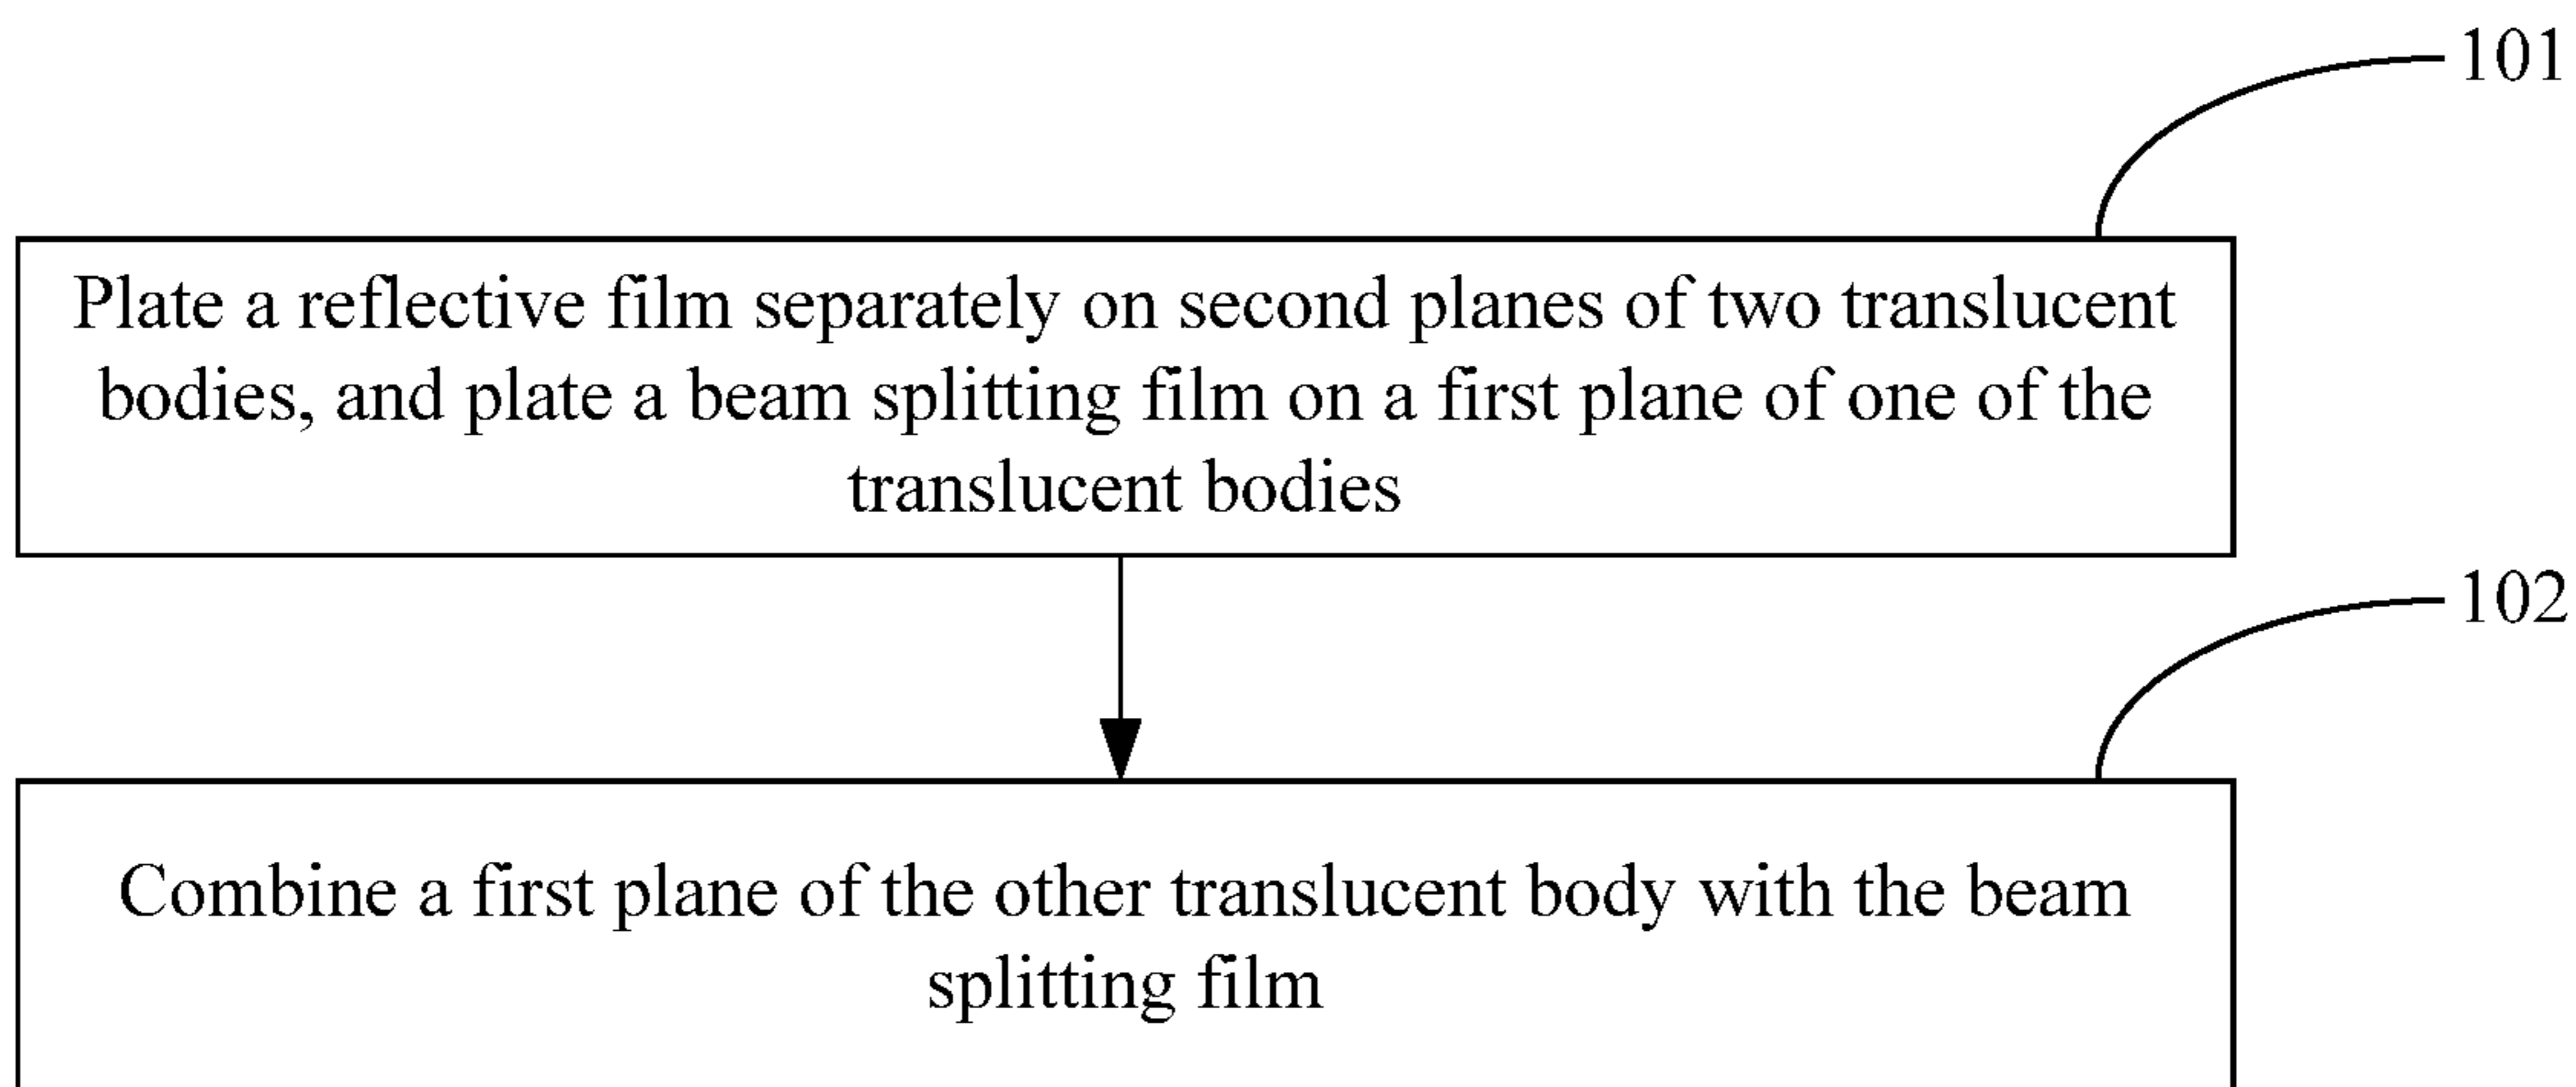 101
Plate a reflective film separately on second planes of two translucent
bodies, and plate a beam splitting film on a first plane of one of the
translucent bodies
102
Combine a first plane of the other translucent body with the beam
splitting film